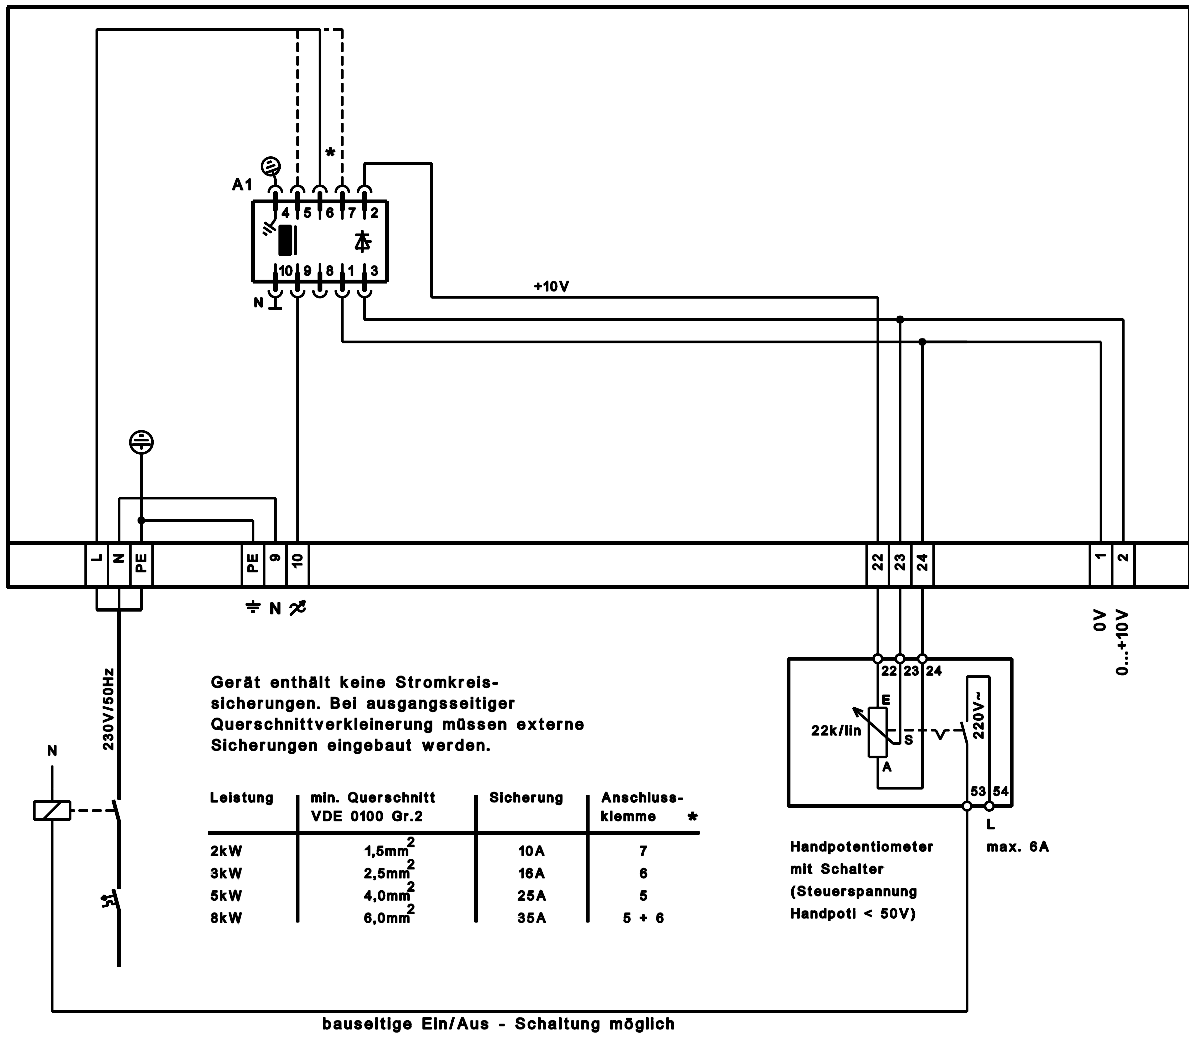 *
A1
4 5 6 7 2
10 9 8 1 3
N
+10V
L N PE PE 9 10 22 23 24 1 2
N
0V
0...+10V
230V/50Hz
Gerät enthält keine Stromkreis-
sicherungen. Bei ausgangsseitiger
Querschnittverkleinerung müssen externe
Sicherungen eingebaut werden.
22 23 24
E
22k/lin
S
A
220V~
53 54
L
max. 6A
N
Leistung min. Querschnitt Sicherung Anschluss-
VDE 0100 Gr.2 klemme *
2kW 1,5mm² 10A 7
3kW 2,5mm² 16A 6
5kW 4,0mm² 25A 5
8kW 6,0mm² 35A 5 + 6
Handpotentiometer
mit Schalter
(Steuerspannung
Handpoti < 50V)
bauseitige Ein/Aus - Schaltung möglich